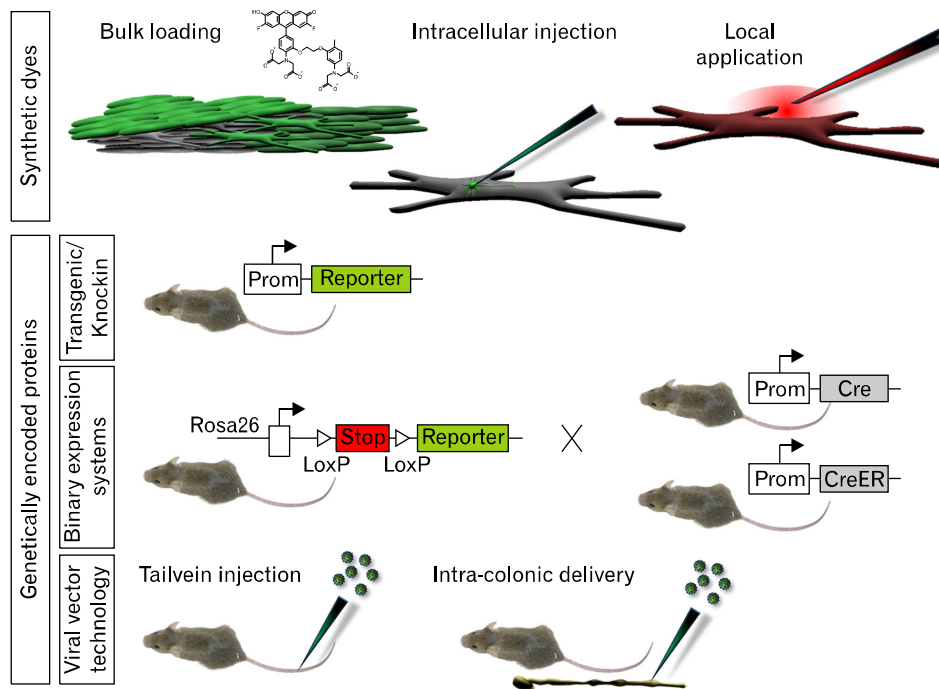 Synthetic dyes
Bulk loading
HO
O
F
F
O
O
N
N
O
O
O
O
O
O
O
O
Intracellular injection
Local
application
Genetically encoded proteins
Transgenic/
Knockin
Prom
Reporter
Binary expression
systems
Rosa26
Stop
Reporter
LoxP
LoxP
Prom
Cre
Prom
CreER
Viral vector
technology
Tailvein injection
Intra-colonic delivery